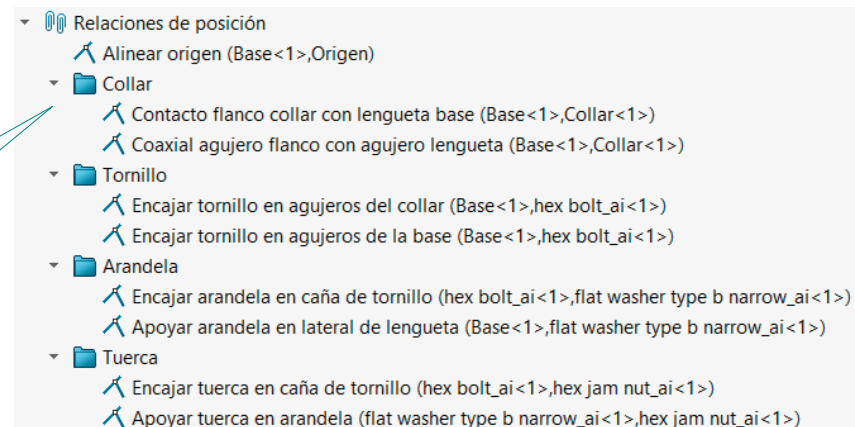 Relaciones de posición
Alinear origen (Base<1>,Origen)
Collar
Contacto flanco collar con lengueta base (Base<1>,Collar<1>)
Coaxial agujero flanco con agujero lengueta (Base<1>,Collar<1>)
Tornillo
Encajar tornillo en agujeros del collar (Base<1>,hex bolt_ai<1>)
Encajar tornillo en agujeros de la base (Base<1>,hex bolt_ai<1>)
Arandela
Encajar arandela en caña de tornillo (hex bolt_ai<1>,flat washer type b narrow_ai<1>)
Apoyar arandela en lateral de lengueta (Base<1>,flat washer type b narrow_ai<1>)
Tuerca
Encajar tuerca en caña de tornillo (hex bolt_ai<1>,hex jam nut_ai<1>)
Apoyar tuerca en arandela (flat washer type b narrow_ai<1>,hex jam nut_ai<1>)